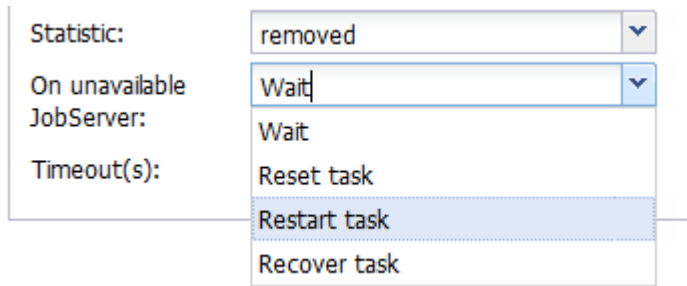 Statistic: removed
On unavailable Wait
JobServer:
Wait
Timeout(s): Reset task
Restart task
Recover task